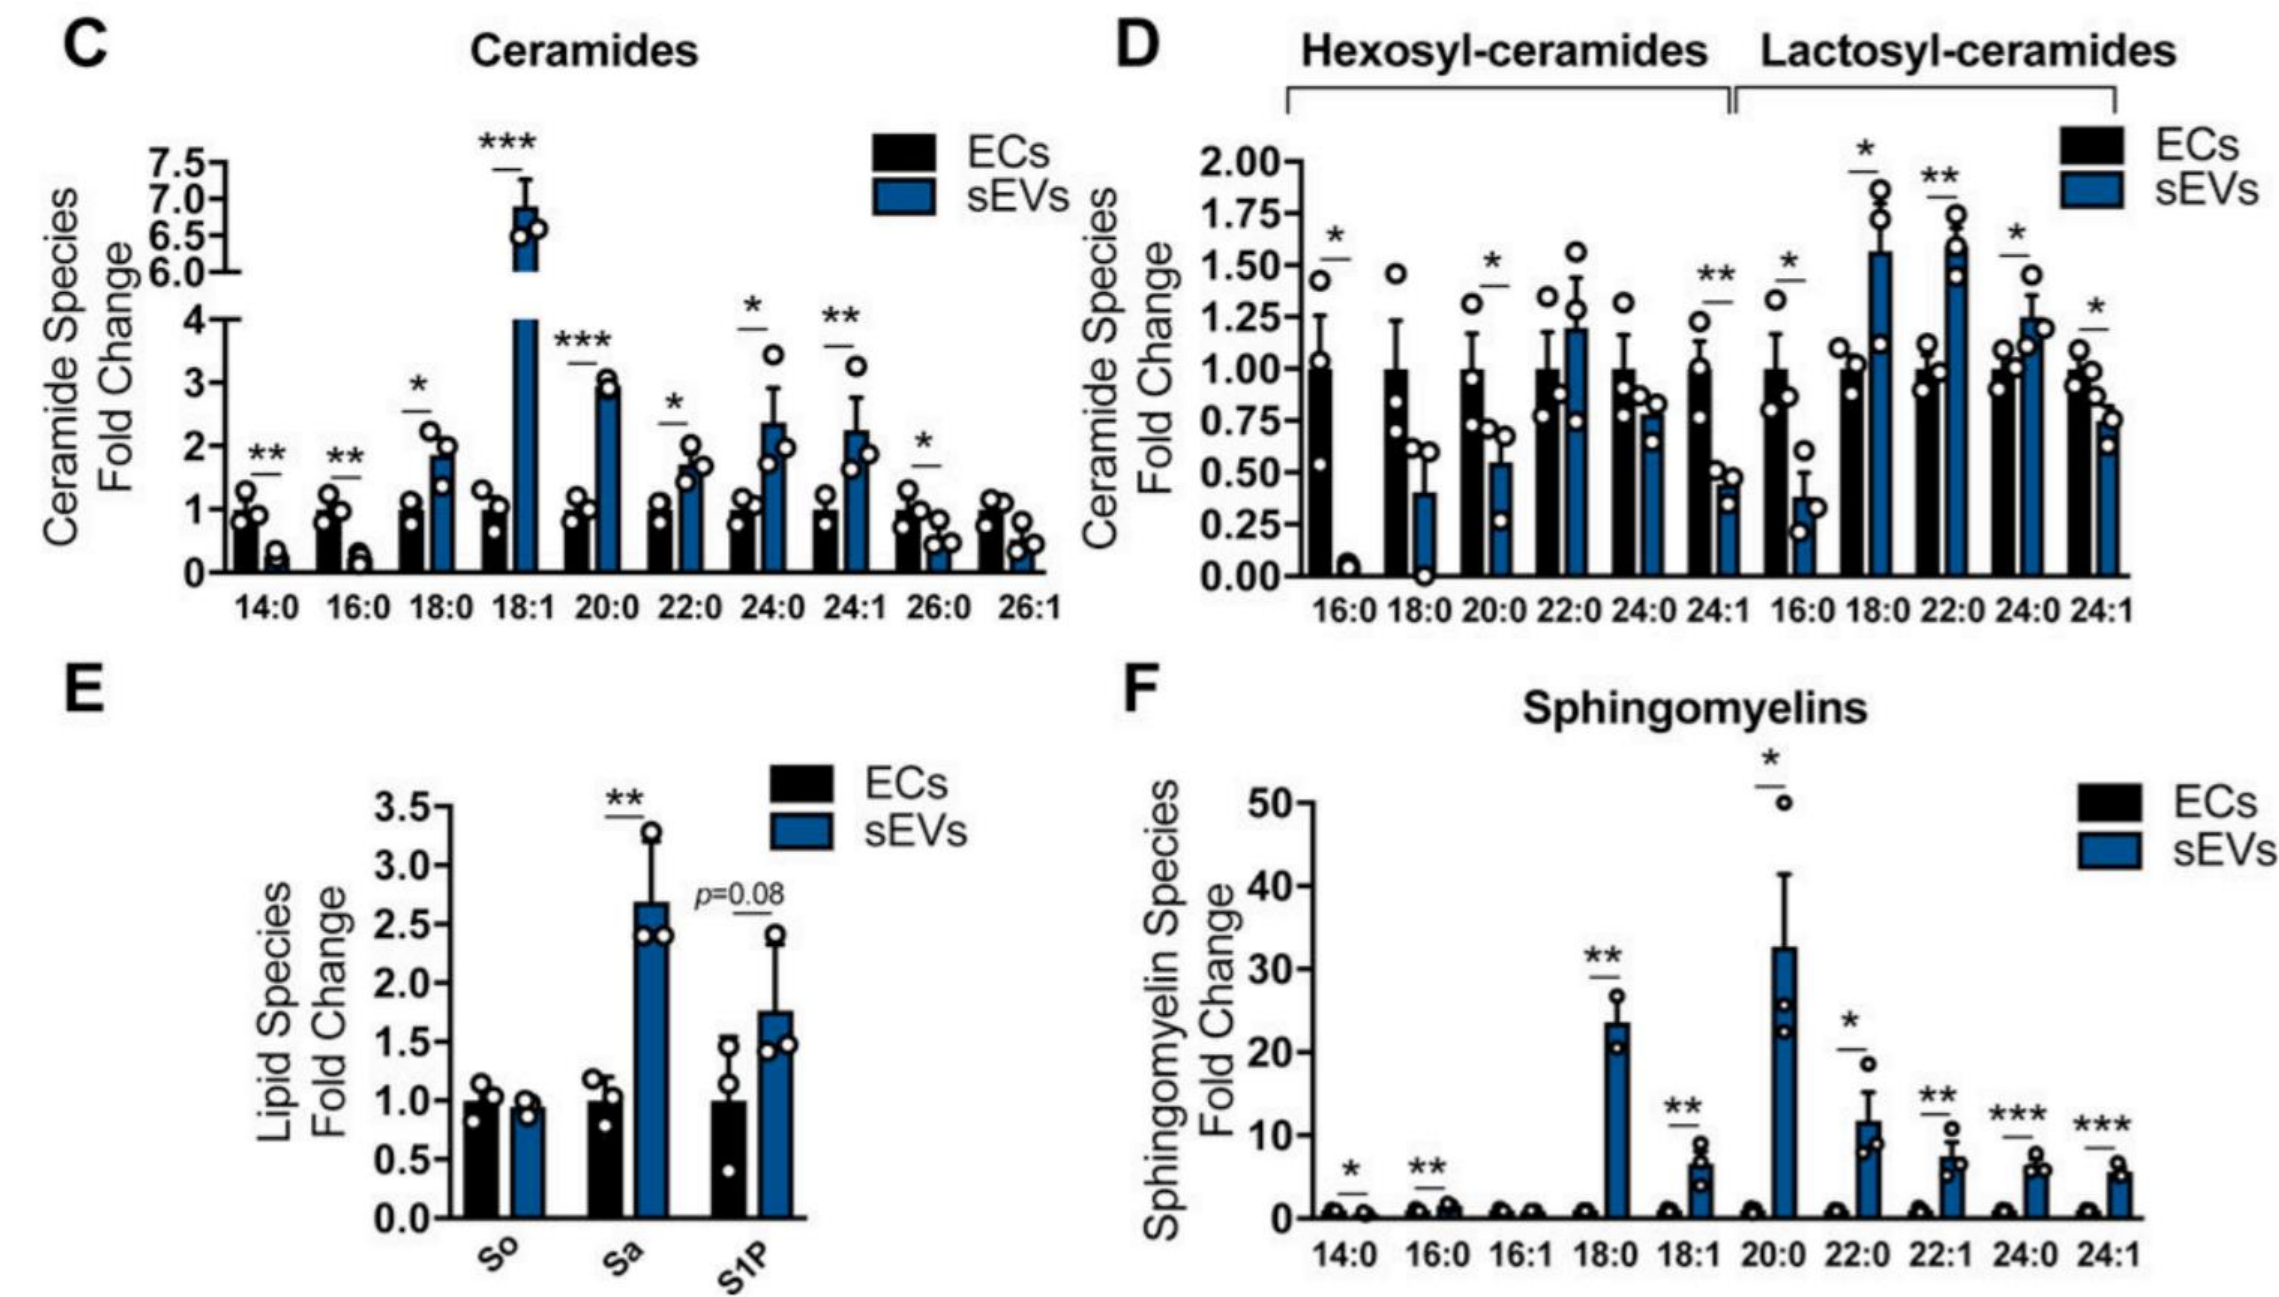 C
Ceramides
ECs
sEVs
Ceramide Species
Fold Change
7.5
7.0
6.5
6.0
4
3
2
1
0
** ** * *** *** * * ** *
14:0 16:0 18:0 18:1 20:0 22:0 24:0 24:1 26:0 26:1
D
Hexosyl-ceramides Lactosyl-ceramides
ECs
sEVs
Ceramide Species
Fold Change
2.00
1.75
1.50
1.25
1.00
0.75
0.50
0.25
0.00
* * ** * * ** * *
16:0 18:0 20:0 22:0 24:0 24:1 16:0 18:0 22:0 24:0 24:1
E
ECs
sEVs
Lipid Species
Fold Change
3.5
3.0
2.5
2.0
1.5
1.0
0.5
0.0
**
p=0.08
So Sa S1P
F
Sphingomyelins
ECs
sEVs
Sphingomyelin Species
Fold Change
50
40
30
20
10
0
* ** ** ** * * ** *** ***
14:0 16:0 16:1 18:0 18:1 20:0 22:0 22:1 24:0 24:1